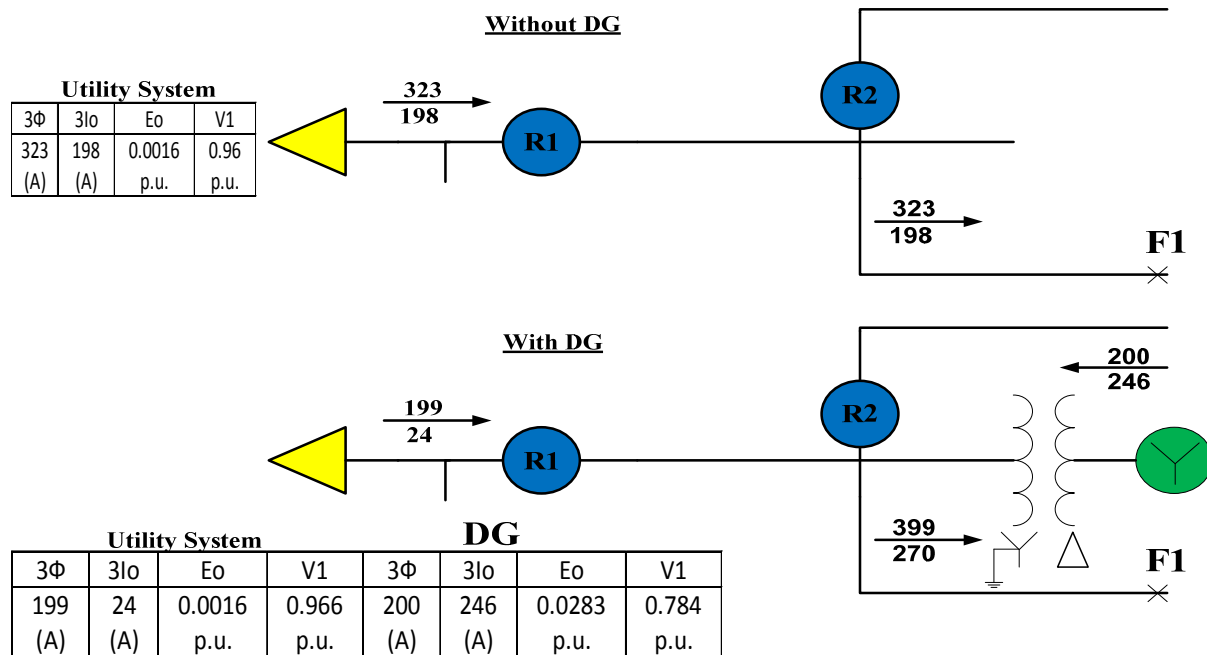 Without DG
Utility System
3Φ 3Io Eo V1
323 198 0.0016 0.96
(A) (A) p.u. p.u.
323
198
R1
R2
323
198
F1
With DG
199
24
R1
R2
200
246
399
270
F1
Utility System DG
3Φ 3Io Eo V1 3Φ 3Io Eo V1
199 24 0.0016 0.966 200 246 0.0283 0.784
(A) (A) p.u. p.u. (A) (A) p.u. p.u.